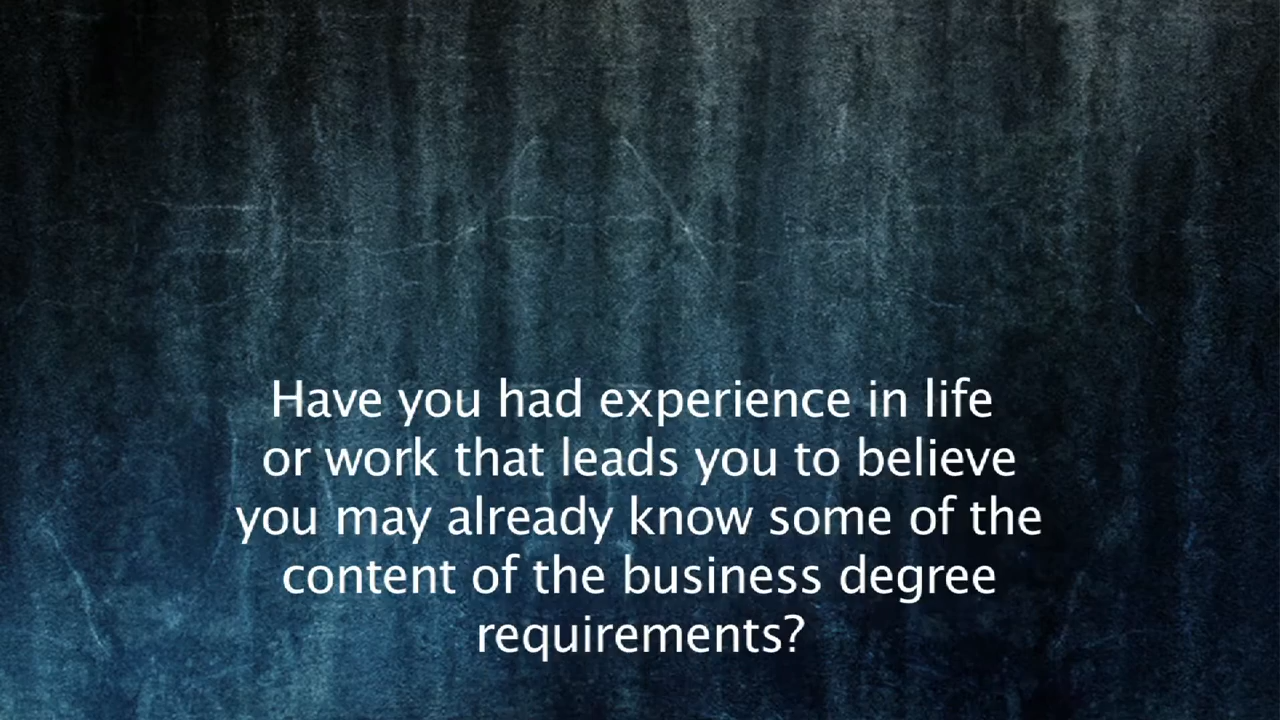 Have you had experience in life
or work that leads you to believe
you may already know some of the
content of the business degree
requirements?